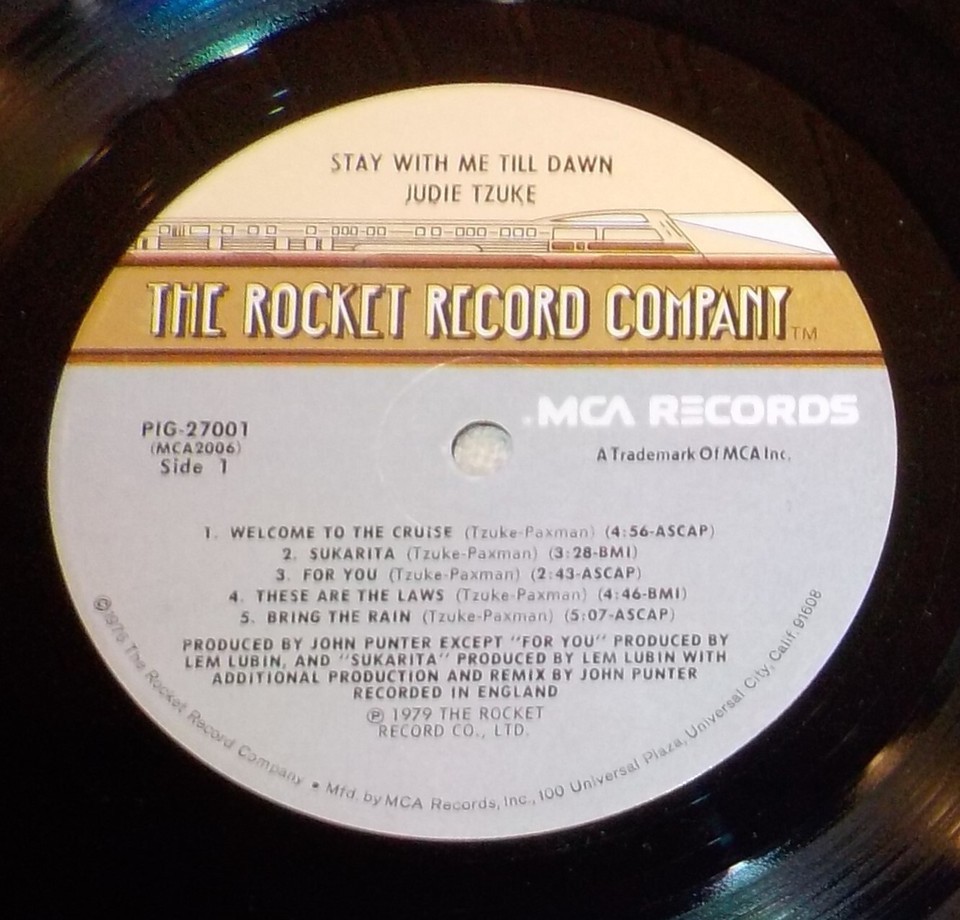 STAY WITH ME TILL DAWN
JUDIE TZUKE
THE ROCKET RECORD COMPANY TM
MCA RECORDS
PIG-27001
(MCA2006)
Side 1
A Trademark Of MCA Inc.
1. WELCOME TO THE CRUISE (Tzuke-Paxman) (4:56-ASCAP)
2. SUKARITA (Tzuke-Paxman) (3:28-BMI)
3. FOR YOU (Tzuke-Paxman) (2:43-ASCAP)
4. THESE ARE THE LAWS (Tzuke-Paxman) (4:46-BMI)
5. BRING THE RAIN (Tzuke-Paxman) (5:07-ASCAP)
PRODUCED BY JOHN PUNTER EXCEPT "FOR YOU" PRODUCED BY
LEM LUBIN, AND "SUKARITA" PRODUCED BY LEM LUBIN WITH
ADDITIONAL PRODUCTION AND REMIX BY JOHN PUNTER
RECORDED IN ENGLAND
℗ 1979 THE ROCKET
RECORD CO., LTD.
©1976 The Rocket Record Company • Mfd. by MCA Records, Inc., 100 Universal Plaza, Universal City, Calif. 91608